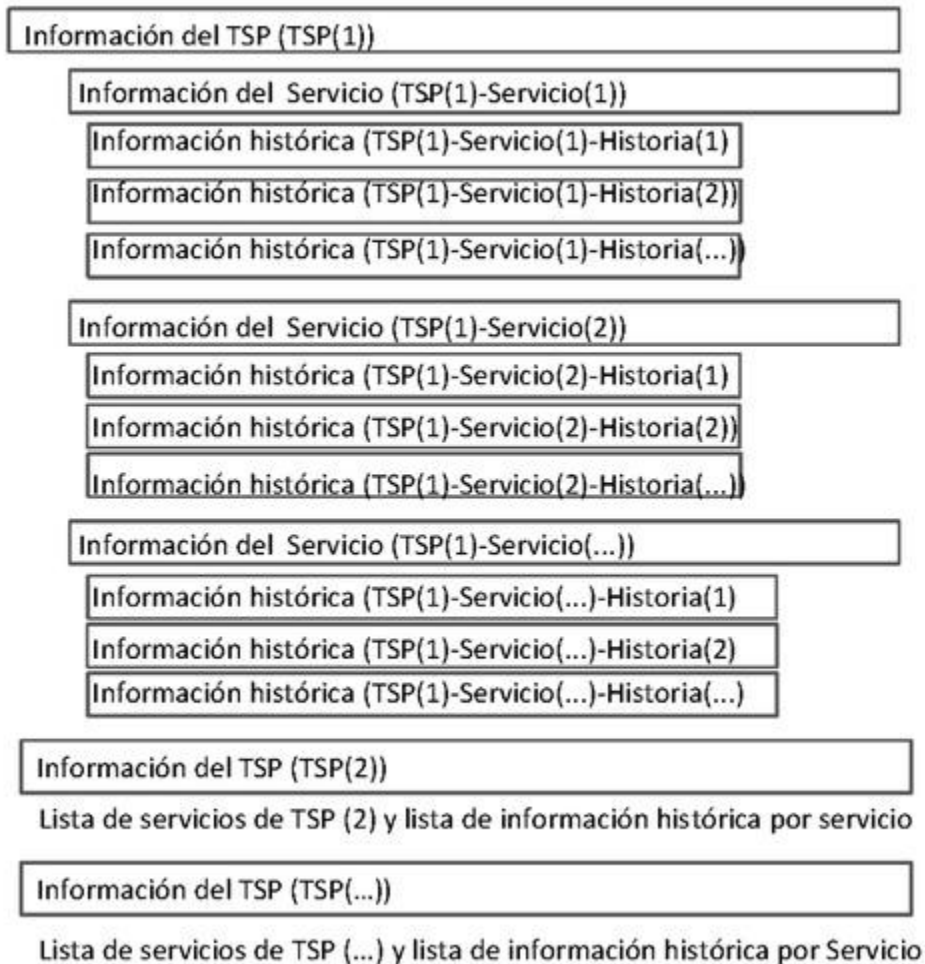 Información del TSP (TSP(1))
Información del Servicio (TSP(1)-Servicio(1))
Información histórica (TSP(1)-Servicio(1)-Historia(1)
Información histórica (TSP(1)-Servicio(1)-Historia(2))
Información histórica (TSP(1)-Servicio(1)-Historia(...))
Información del Servicio (TSP(1)-Servicio(2))
Información histórica (TSP(1)-Servicio(2)-Historia(1)
Información histórica (TSP(1)-Servicio(2)-Historia(2))
Información histórica (TSP(1)-Servicio(2)-Historia(...))
Información del Servicio (TSP(1)-Servicio(...))
Información histórica (TSP(1)-Servicio(...)-Historia(1)
Información histórica (TSP(1)-Servicio(...)-Historia(2)
Información histórica (TSP(1)-Servicio(...)-Historia(...)
Información del TSP (TSP(2))
Lista de servicios de TSP (2) y lista de información histórica por servicio
Información del TSP (TSP(...))
Lista de servicios de TSP (...) y lista de información histórica por Servicio